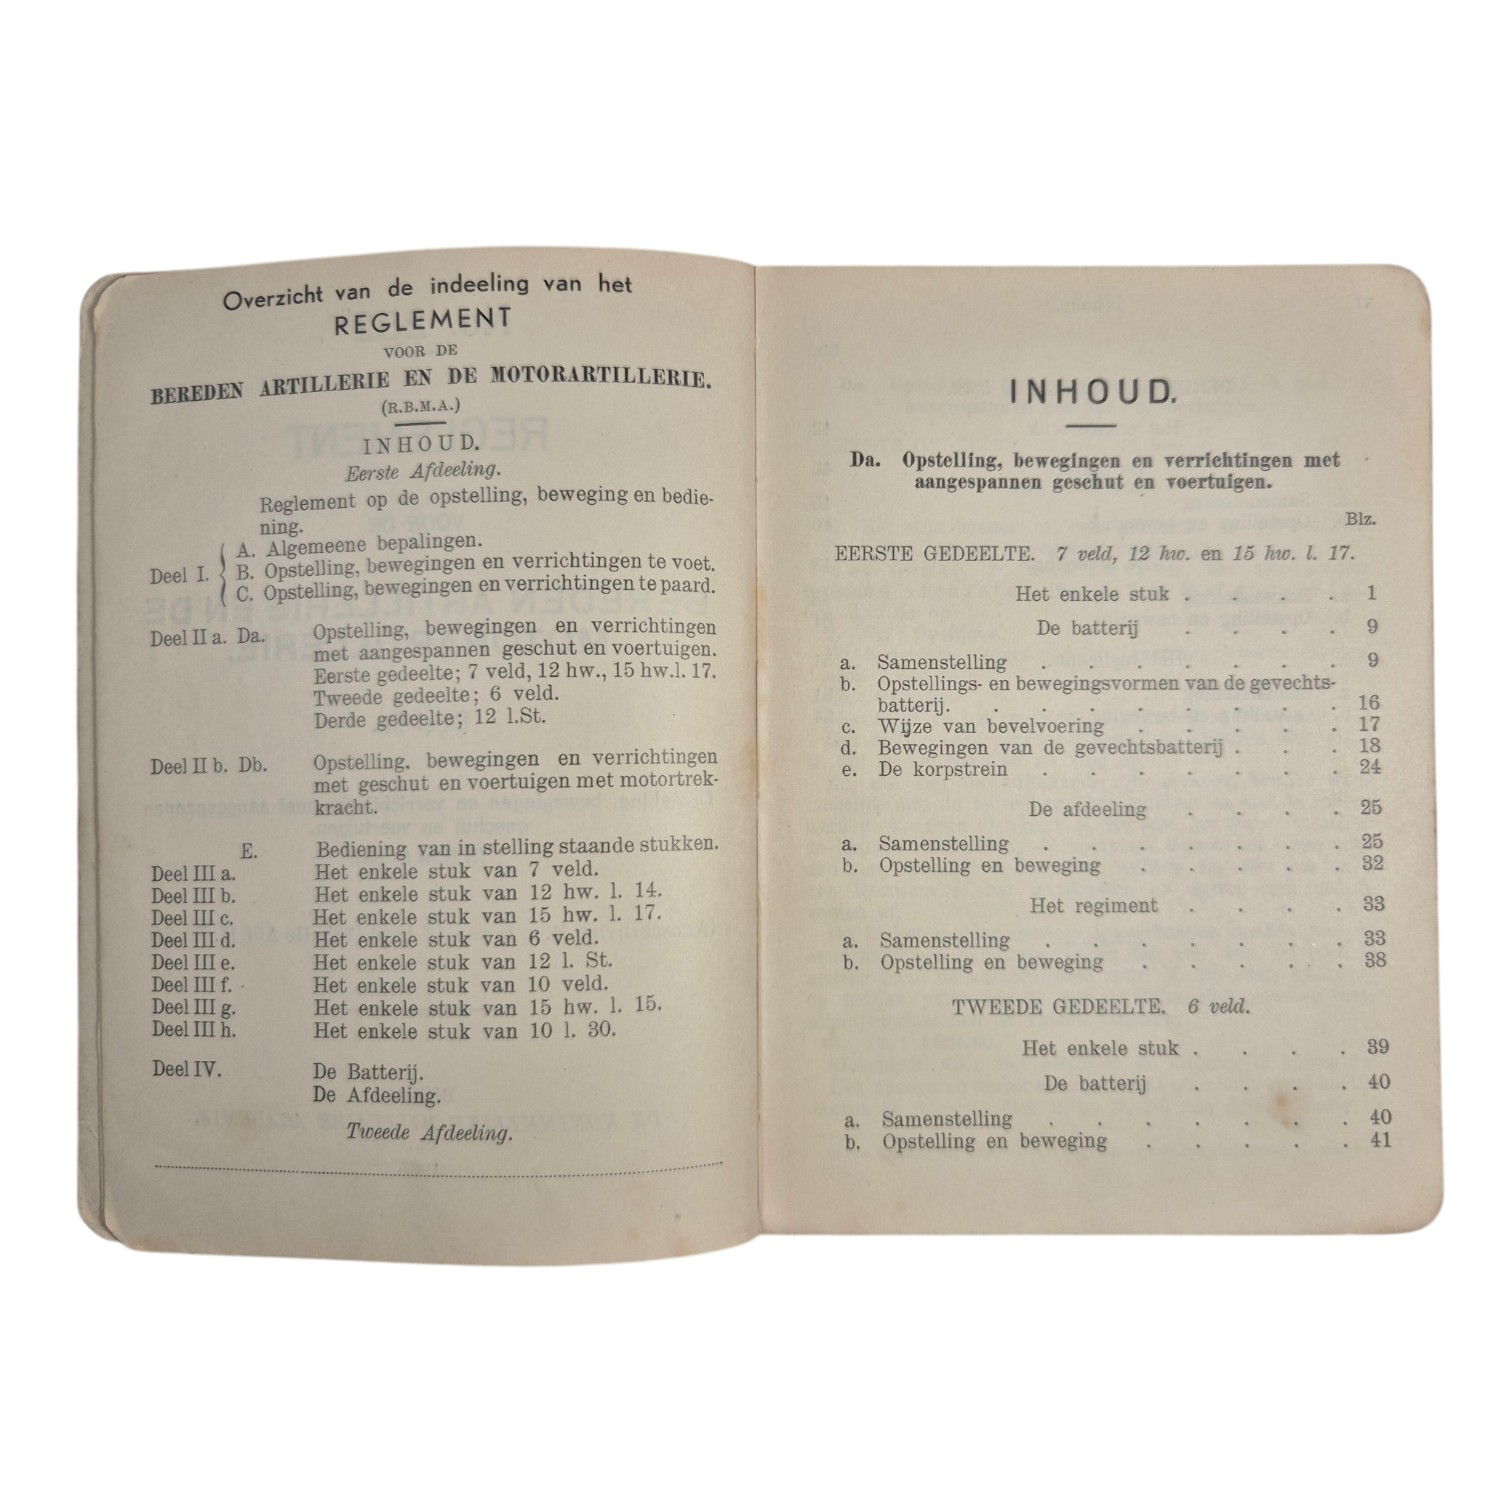 Overzicht van de indeeling van het
REGLEMENT
VOOR DE
BEREDEN ARTILLERIE EN DE MOTORARTILLERIE.
(R.B.M.A.)
INHOUD.
Eerste Afdeeling.
Reglement op de opstelling, beweging en bedie-
ning.
A. Algemeene bepalingen.
Deel I. B. Opstelling, bewegingen en verrichtingen te voet.
C. Opstelling, bewegingen en verrichtingen te paard.
Deel II a. Da. Opstelling, bewegingen en verrichtingen
met aangespannen geschut en voertuigen.
Eerste gedeelte; 7 veld, 12 hw., 15 hw.l. 17.
Tweede gedeelte; 6 veld.
Derde gedeelte; 12 l.St.
Deel II b. Db. Opstelling, bewegingen en verrichtingen
met geschut en voertuigen met motortrek-
kracht.
E. Bediening van in stelling staande stukken.
Deel III a. Het enkele stuk van 7 veld.
Deel III b. Het enkele stuk van 12 hw. l. 14.
Deel III c. Het enkele stuk van 15 hw. l. 17.
Deel III d. Het enkele stuk van 6 veld.
Deel III e. Het enkele stuk van 12 l. St.
Deel III f. Het enkele stuk van 10 veld.
Deel III g. Het enkele stuk van 15 hw. l. 15.
Deel III h. Het enkele stuk van 10 l. 30.
Deel IV. De Batterij.
De Afdeeling.
Tweede Afdeeling.
INHOUD.
Da. Opstelling, bewegingen en verrichtingen met
aangespannen geschut en voertuigen.
Blz.
EERSTE GEDEELTE. 7 veld, 12 hw. en 15 hw. l. 17.
Het enkele stuk . . . . 1
De batterij . . . . 9
a. Samenstelling . . . . . . . 9
b. Opstellings- en bewegingsvormen van de gevechts-
batterij. . . . . . . . . 16
c. Wijze van bevelvoering . . . . . 17
d. Bewegingen van de gevechtsbatterij . . . 18
e. De korpstrein . . . . . . . 24
De afdeeling . . . . 25
a. Samenstelling . . . . . . . 25
b. Opstelling en beweging . . . . . 32
Het regiment . . . . 33
a. Samenstelling . . . . . . . 33
b. Opstelling en beweging . . . . . 38
TWEEDE GEDEELTE. 6 veld.
Het enkele stuk . . . . 39
De batterij . . . . 40
a. Samenstelling . . . . . . . 40
b. Opstelling en beweging . . . . . 41